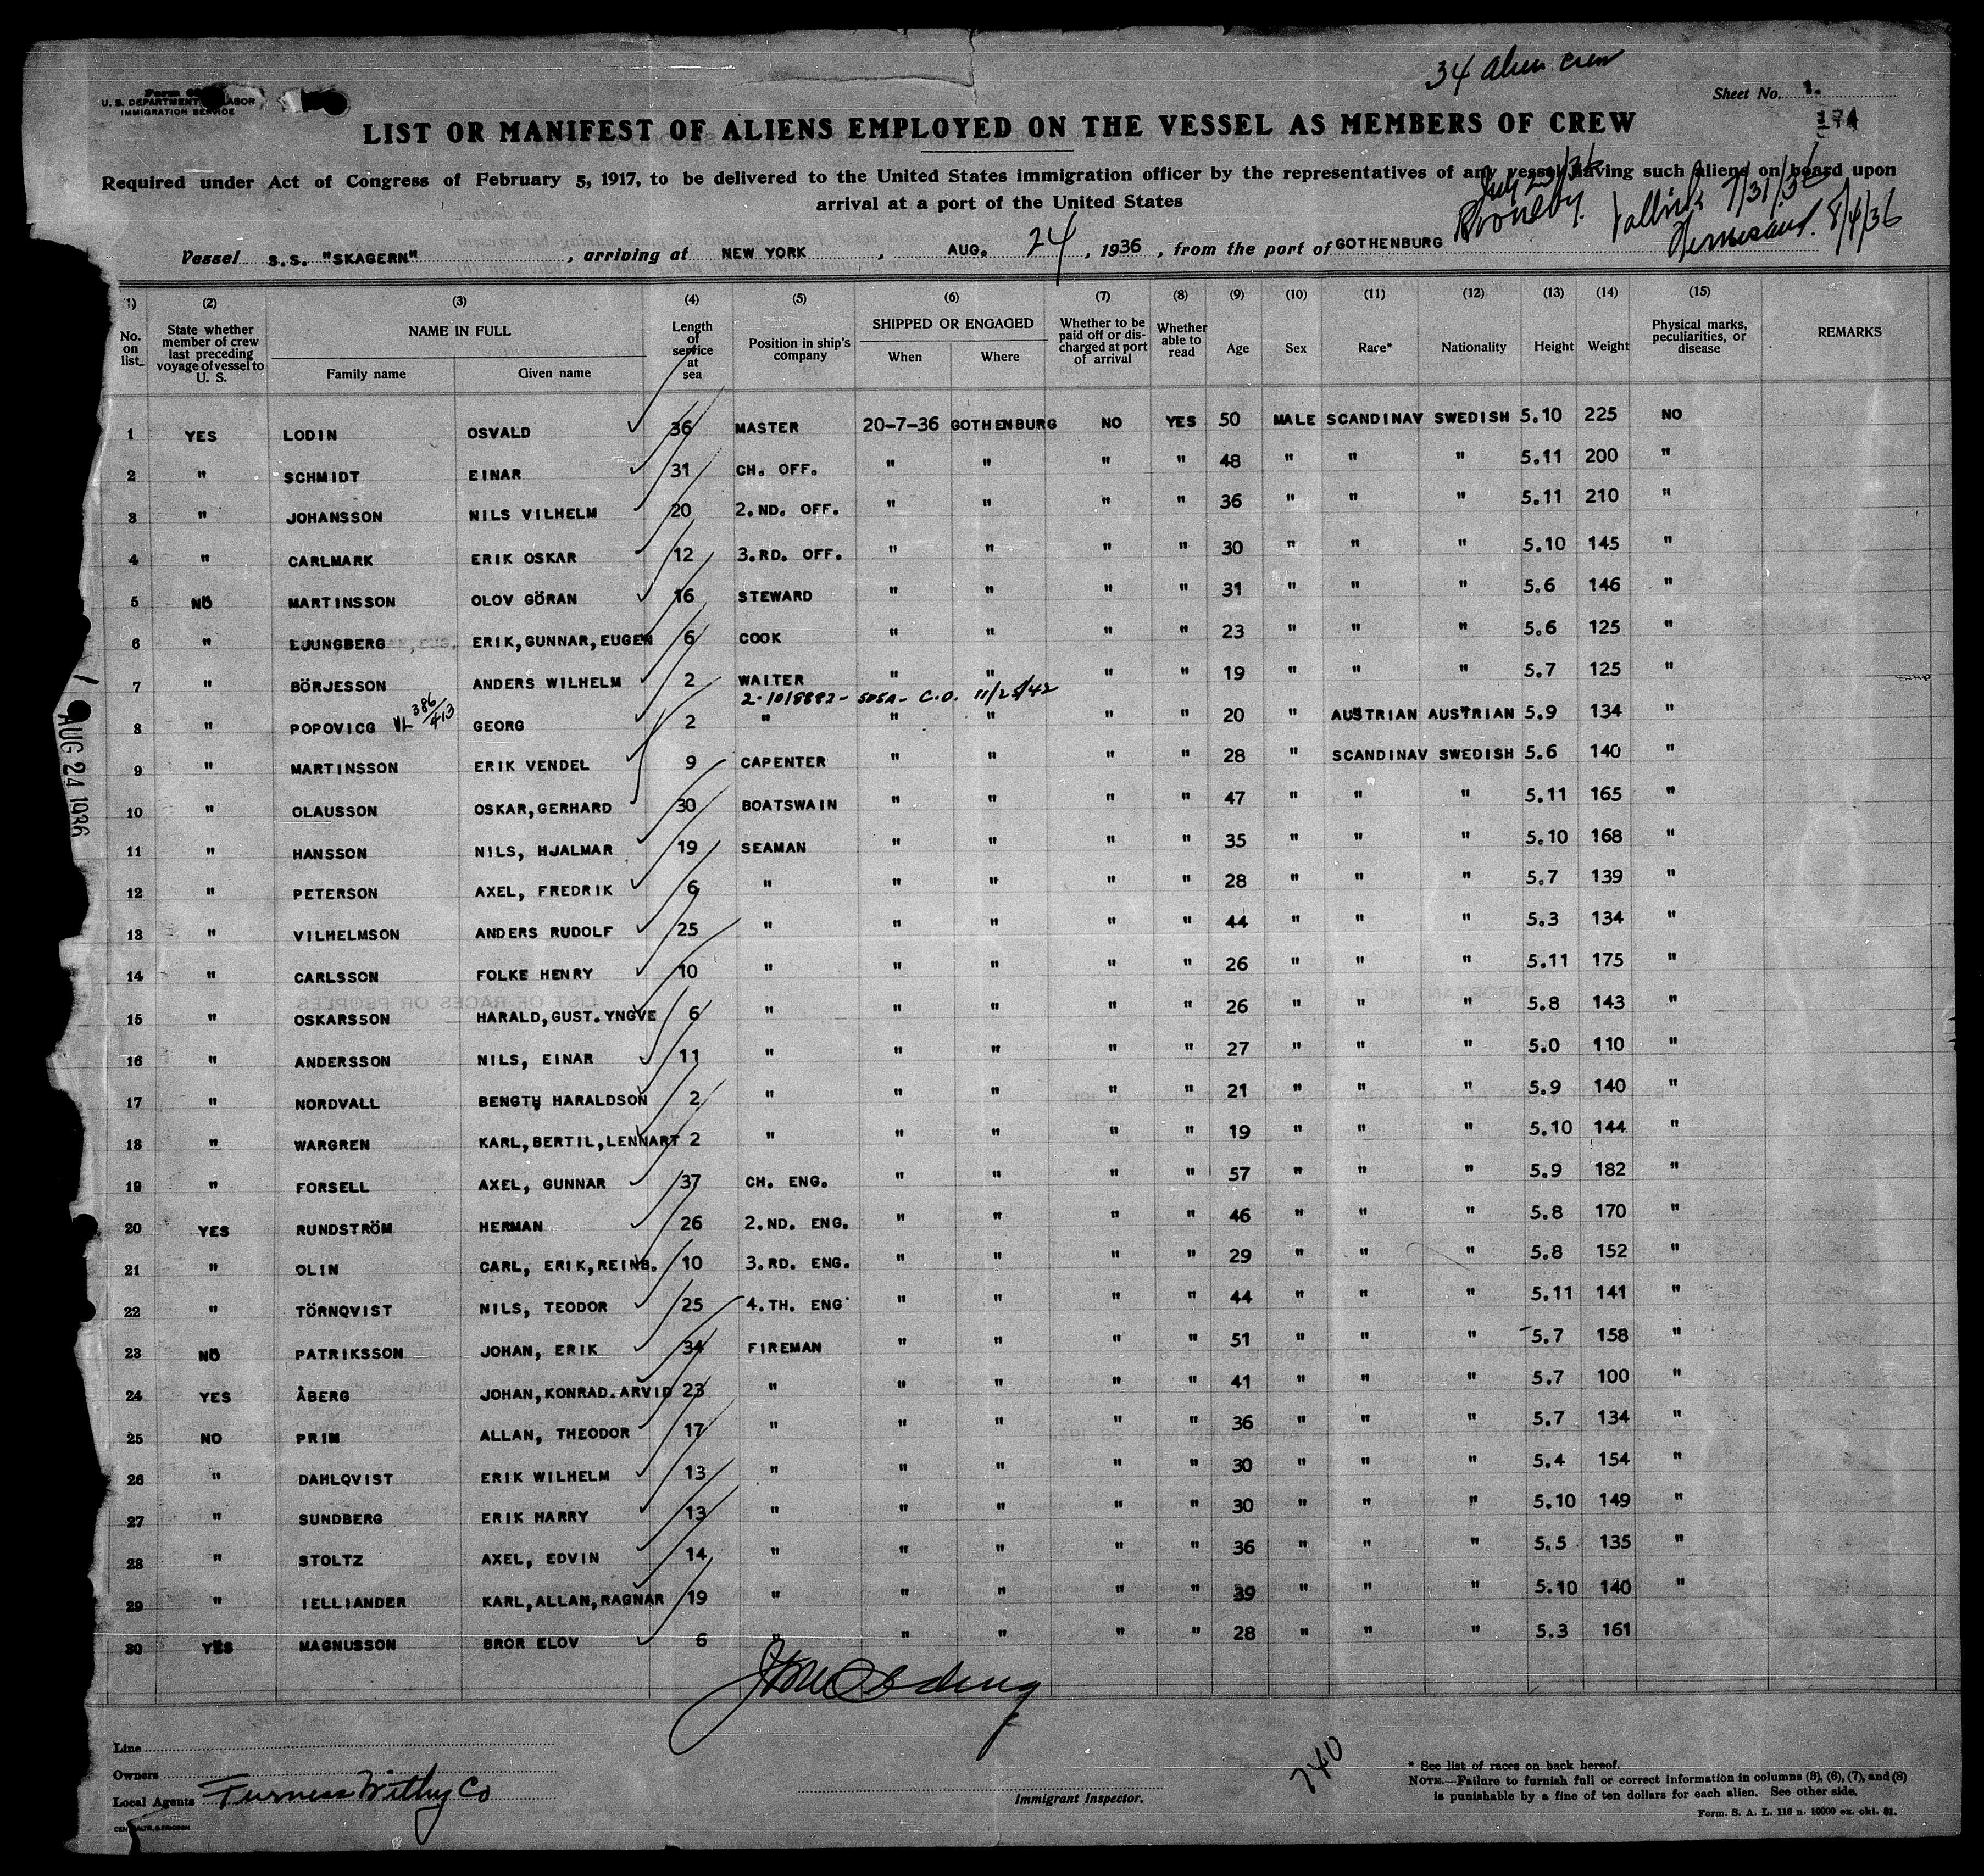 34 alien crew
U. S. DEPARTMENT LABOR
IMMIGRATION SERVICE
Sheet No. 1.
174
LIST OR MANIFEST OF ALIENS EMPLOYED ON THE VESSEL AS MEMBERS OF CREW
Required under Act of Congress of February 5, 1917, to be delivered to the United States immigration officer by the representatives of any vessel having such aliens on board upon
arrival at a port of the United States
July 23/36
7/31/36
8/4/36
Vessel S.S. "SKAGERN", arriving at NEW YORK, AUG. 24, 1936, from the port of GOTHENBURG
(1) (2) (3) (4) (5) (6) (7) (8) (9) (10) (11) (12) (13) (14) (15)
No. on list State whether member of crew last preceding voyage of vessel to U. S. NAME IN FULL Family name Given name Length of service at sea Position in ship's company SHIPPED OR ENGAGED When Where Whether to be paid off or discharged at port of arrival Whether able to read Age Sex Race* Nationality Height Weight Physical marks, peculiarities, or disease REMARKS
1 YES LODIN OSVALD 36 MASTER 20-7-36 GOTHENBURG NO YES 50 MALE SCANDINAV SWEDISH 5.10 225 NO
2 " SCHMIDT EINAR 31 CH. OFF. " " " " 48 " " " 5.11 200 "
3 " JOHANSSON NILS VILHELM 20 2.ND. OFF. " " " " 36 " " " 5.11 210 "
4 " CARLMARK ERIK OSKAR 12 3.RD. OFF. " " " " 30 " " " 5.10 145 "
5 NO MARTINSSON OLOV GÖRAN 16 STEWARD " " " " 31 " " " 5.6 146 "
6 " LJUNGBERG ERIK,GUNNAR,EUGEN 6 COOK " " " " 23 " " " 5.6 125 "
7 " BÖRJESSON ANDERS WILHELM 2 WAITER " " " " 19 " " " 5.7 125 "
2-1018882- 505A- C.O. 11/25/42
8 " POPOVICG VL 386/413 GEORG 2 " " " " " 20 " AUSTRIAN AUSTRIAN 5.9 134 "
9 " MARTINSSON ERIK VENDEL 9 CAPENTER " " " " 28 " SCANDINAV SWEDISH 5.6 140 "
10 " OLAUSSON OSKAR,GERHARD 30 BOATSWAIN " " " " 47 " " " 5.11 165 "
11 " HANSSON NILS, HJALMAR 19 SEAMAN " " " " 35 " " " 5.10 168 "
12 " PETERSON AXEL, FREDRIK 6 " " " " " 28 " " " 5.7 139 "
13 " VILHELMSON ANDERS RUDOLF 25 " " " " " 44 " " " 5.3 134 "
14 " CARLSSON FOLKE HENRY 10 " " " " " 26 " " " 5.11 175 "
15 " OSKARSSON HARALD,GUST.YNGVE 6 " " " " " 26 " " " 5.8 143 "
16 " ANDERSSON NILS, EINAR 11 " " " " " 27 " " " 5.0 110 "
17 " NORDVALL BENGT HARALDSON 2 " " " " " 21 " " " 5.9 140 "
18 " WARGREN KARL,BERTIL,LENNART 2 " " " " " 19 " " " 5.10 144 "
19 " FORSELL AXEL, GUNNAR 37 CH. ENG. " " " " 57 " " " 5.9 182 "
20 YES RUNDSTRÖM HERMAN 26 2.ND. ENG. " " " " 46 " " " 5.8 170 "
21 " OLIN CARL, ERIK,REINB. 10 3.RD. ENG. " " " " 29 " " " 5.8 152 "
22 " TÖRNQVIST NILS, TEODOR 25 4.TH. ENG " " " " 44 " " " 5.11 141 "
23 NO PATRIKSSON JOHAN, ERIK 34 FIREMAN " " " " 51 " " " 5.7 158 "
24 YES ÅBERG JOHAN,KONRAD.ARVID 23 " " " " " 41 " " " 5.7 100 "
25 NO PRIM ALLAN, THEODOR 17 " " " " " 36 " " " 5.7 134 "
26 " DAHLQVIST ERIK WILHELM 13 " " " " " 30 " " " 5.4 154 "
27 " SUNDBERG ERIK HARRY 13 " " " " " 30 " " " 5.10 149 "
28 " STOLTZ AXEL, EDVIN 14 " " " " " 36 " " " 5.5 135 "
29 " IELLIANDER KARL,ALLAN,RAGNAR 19 " " " " " 39 " " " 5.10 140 "
30 YES MAGNUSSON BROR ELOV 6 " " " " " 28 " " " 5.3 161
AUG 24 1936
Line
Owners
Local Agents Furness Withy Co
Immigrant Inspector.
740
* See list of races on back hereof.
NOTE.—Failure to furnish full or correct information in columns (3), (6), (7), and (8)
is punishable by a fine of ten dollars for each alien. See other side.
Form. S. A. L. 116 n. 10000 ex. okt. 31.